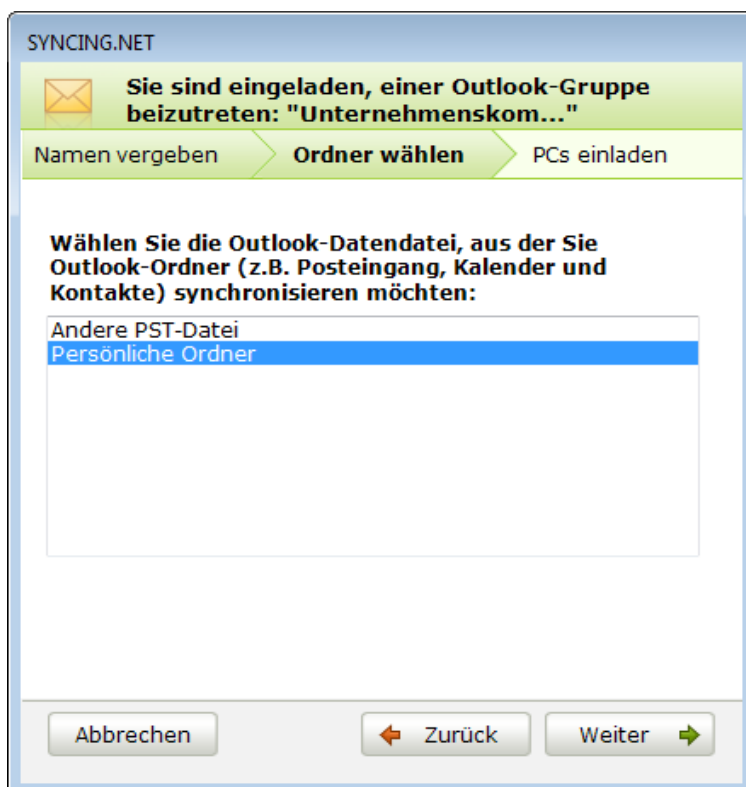 SYNCING.NET
Sie sind eingeladen, einer Outlook-Gruppe
beizutreten: "Unternehmenskom..."
Namen vergeben Ordner wählen PCs einladen
Wählen Sie die Outlook-Datendatei, aus der Sie
Outlook-Ordner (z.B. Posteingang, Kalender und
Kontakte) synchronisieren möchten:
Andere PST-Datei
Persönliche Ordner
Abbrechen Zurück Weiter